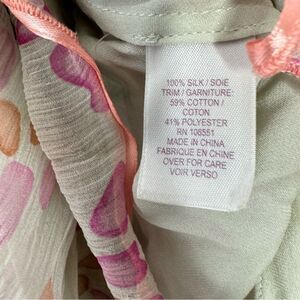 100% SILK / SOIE
TRIM / GARNITURE:
59% COTTON /
COTON
41% POLYESTER
RN 108551
MADE IN CHINA
FABRIQUE EN CHINE
OVER FOR CARE
VOIR VERSO